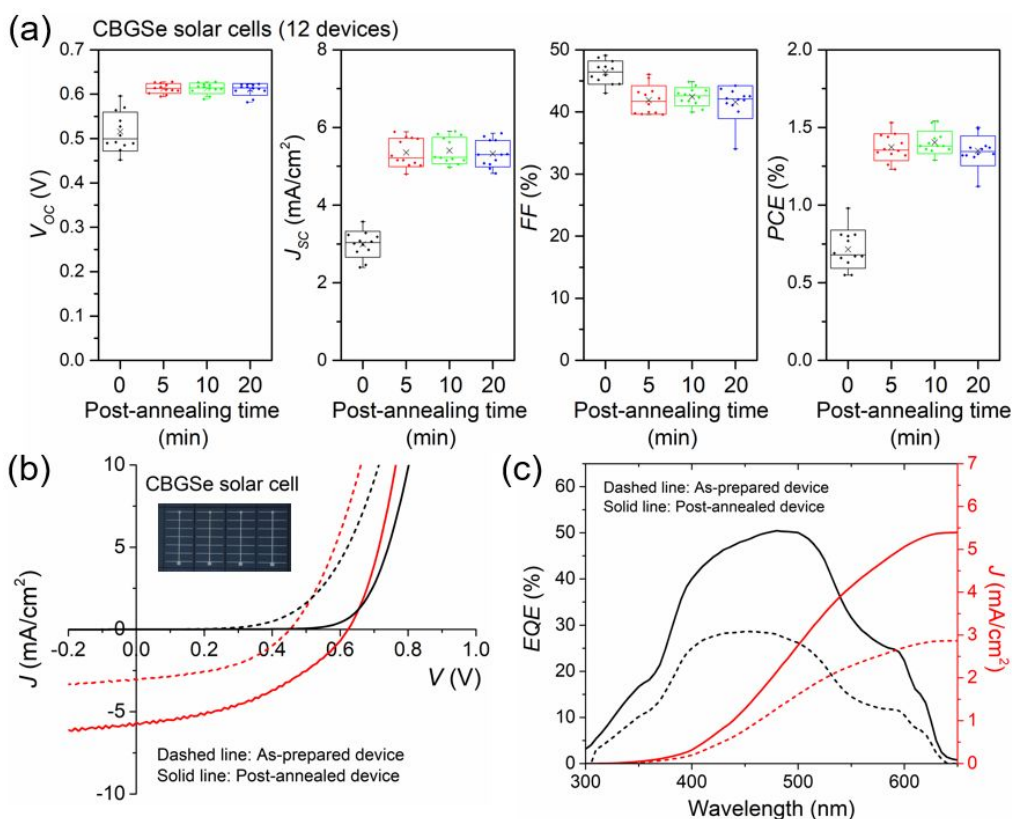 (a) CBGSe solar cells (12 devices)
V_OC (V)
0.7
0.6
0.5
0.4
0.3
0.2
0.1
0.0
0 5 10 20
Post-annealing time
(min)
J_SC (mA/cm²)
8
6
4
2
0
0 5 10 20
Post-annealing time
(min)
FF (%)
50
40
30
20
10
0
0 5 10 20
Post-annealing time
(min)
PCE (%)
2.0
1.5
1.0
0.5
0.0
0 5 10 20
Post-annealing time
(min)
(b)
CBGSe solar cell
J (mA/cm²)
10
5
0
-5
-10
-0.2 0.0 0.2 0.4 0.6 0.8 1.0
V (V)
Dashed line: As-prepared device
Solid line: Post-annealed device
(c)
Dashed line: As-prepared device
Solid line: Post-annealed device
EQE (%)
60
50
40
30
20
10
0
300 400 500 600
Wavelength (nm)
7
6
5
4
3
2
1
0
J (mA/cm²)